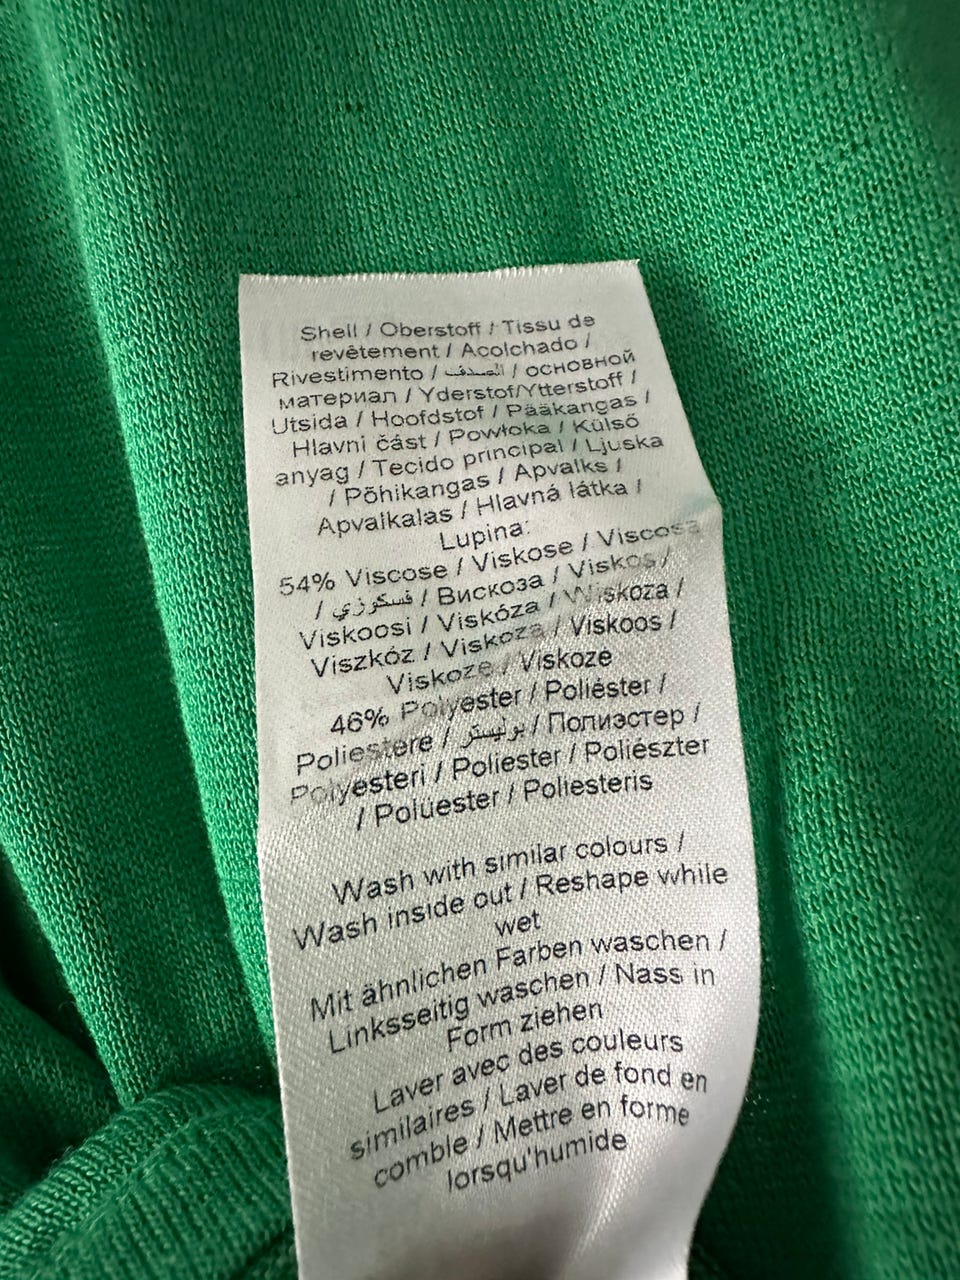 Shell / Oberstoff / Tissu de
revêtement / Acolchado /
Rivestimento / الصدف / основной
материал / Yderstof/Ytterstoff /
Utsida / Hoofdstof / Pääkangas /
Hlavni část / Powłoka / Külső
anyag / Tecido principal / Ljuska
/ Põhikangas / Apvalks /
Apvalkalas / Hlavná látka /
Lupina:
54% Viscose / Viskose / Viscosa
/ فسكوزي / Вискоза / Viskos /
Viskoosi / Viskóza / Wiskoza /
Viszkóz / Viskoza / Viskoos /
Viskoze / Viskoze
46% Polyester / Poliéster /
Poliestere / بوليستر / Полиэстер /
Polyesteri / Poliester / Poliészter
/ Polüester / Poliesteris
Wash with similar colours /
Wash inside out / Reshape while
wet
Mit ähnlichen Farben waschen /
Linksseitig waschen / Nass in
Form ziehen
Laver avec des couleurs
similaires / Laver de fond en
comble / Mettre en forme
lorsqu'humide